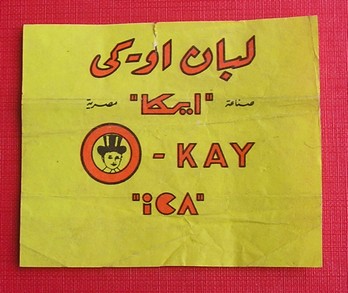 لبان او-كى
صناعة "ايكا" مصرية
O - KAY
"iCA"